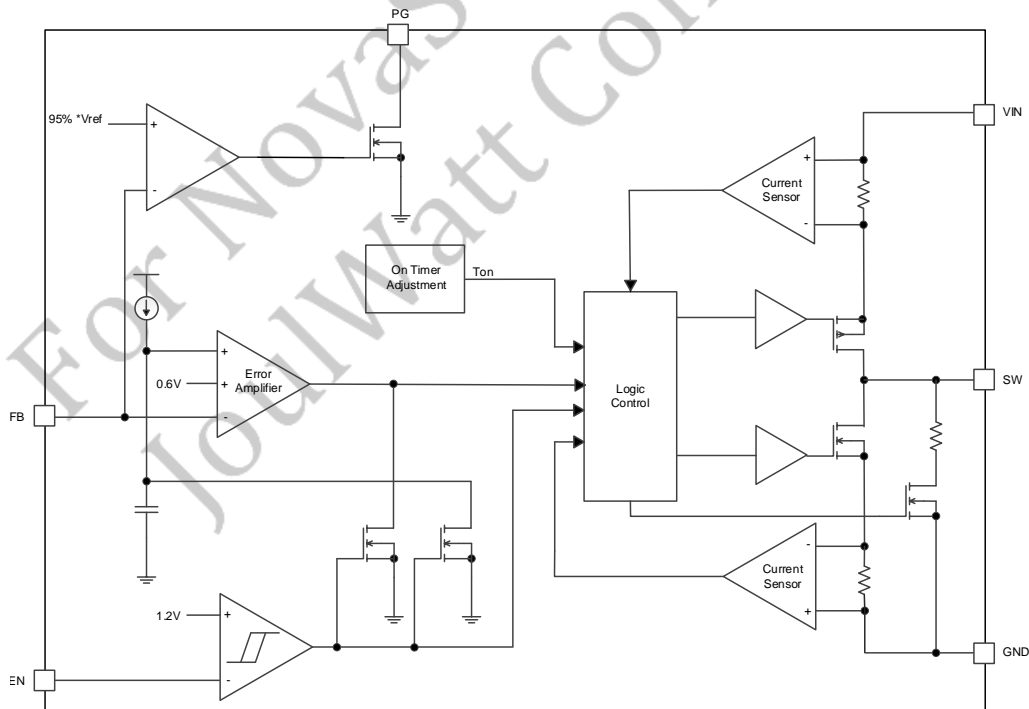 PG
95% *Vref
+
-
VIN
+
Current
Sensor
-
On Timer
Adjustment
Ton
+
0.6V
+
Error
Amplifier
-
FB
Logic
Control
SW
-
Current
Sensor
+
1.2V
+
-
EN
GND
For Novas
JoulWatt Con